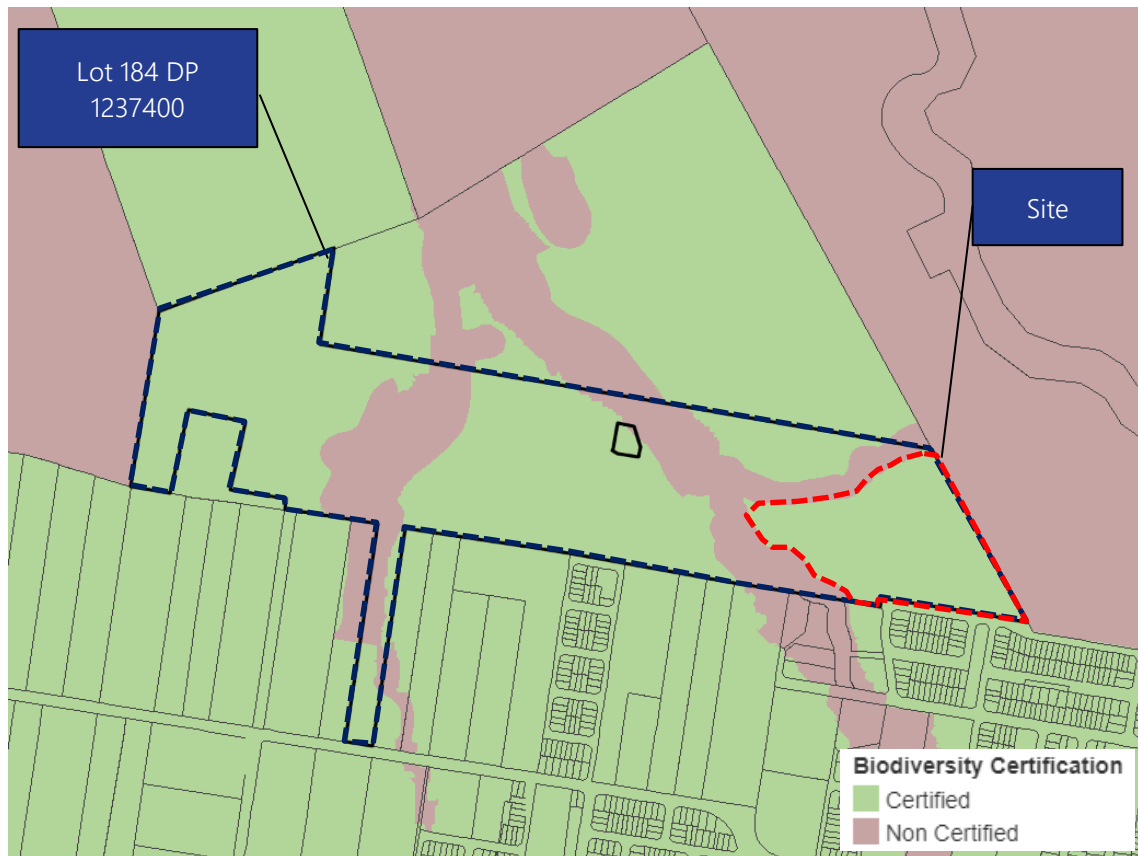 Lot 184 DP
1237400
Site
Biodiversity Certification
Certified
Non Certified